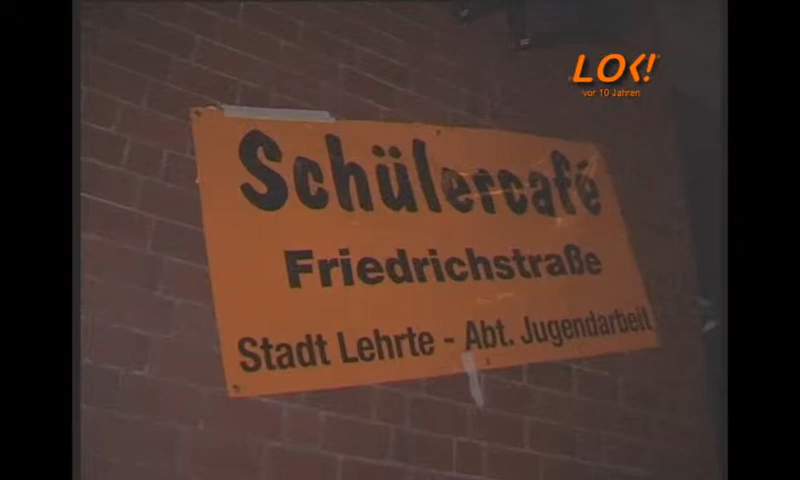 LOK!
vor 10 Jahren
Schülercafé
Friedrichstraße
Stadt Lehrte - Abt. Jugendarbeit